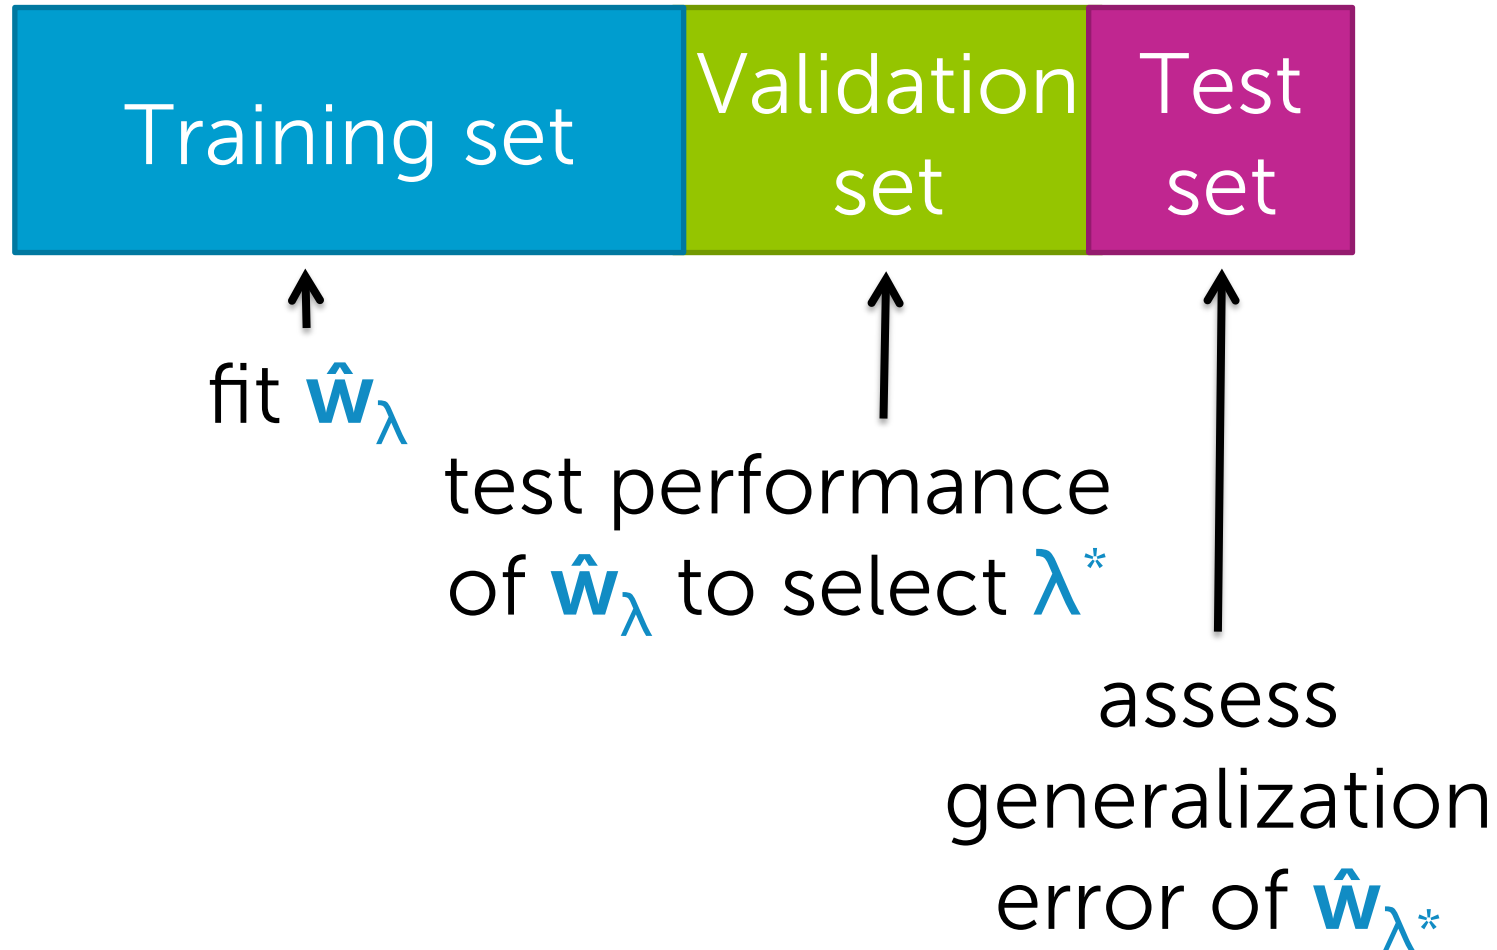 Training set
Validation
set
Test
set
fit ŵλ
test performance
of ŵλ to select λ*
assess
generalization
error of ŵλ*